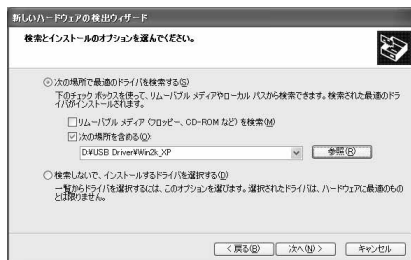 新しいハードウェアの検出ウィザード
検索とインストールのオプションを選んでください。
次の場所で最適のドライバを検索する(S)
下のチェック ボックスを使って、リムーバブル メディアやローカル パスから検索できます。検索された最適のドラ
イバがインストールされます。
リムーバブル メディア (フロッピー、CD-ROM など) を検索(M)
次の場所を含める(O):
D:¥USB Driver¥Win2k_XP
参照(R)
検索しないで、インストールするドライバを選択する(D)
一覧からドライバを選択するには、このオプションを選びます。選択されたドライバは、ハードウェアに最適のもの
とは限りません。
< 戻る(B)
次へ(N) >
キャンセル